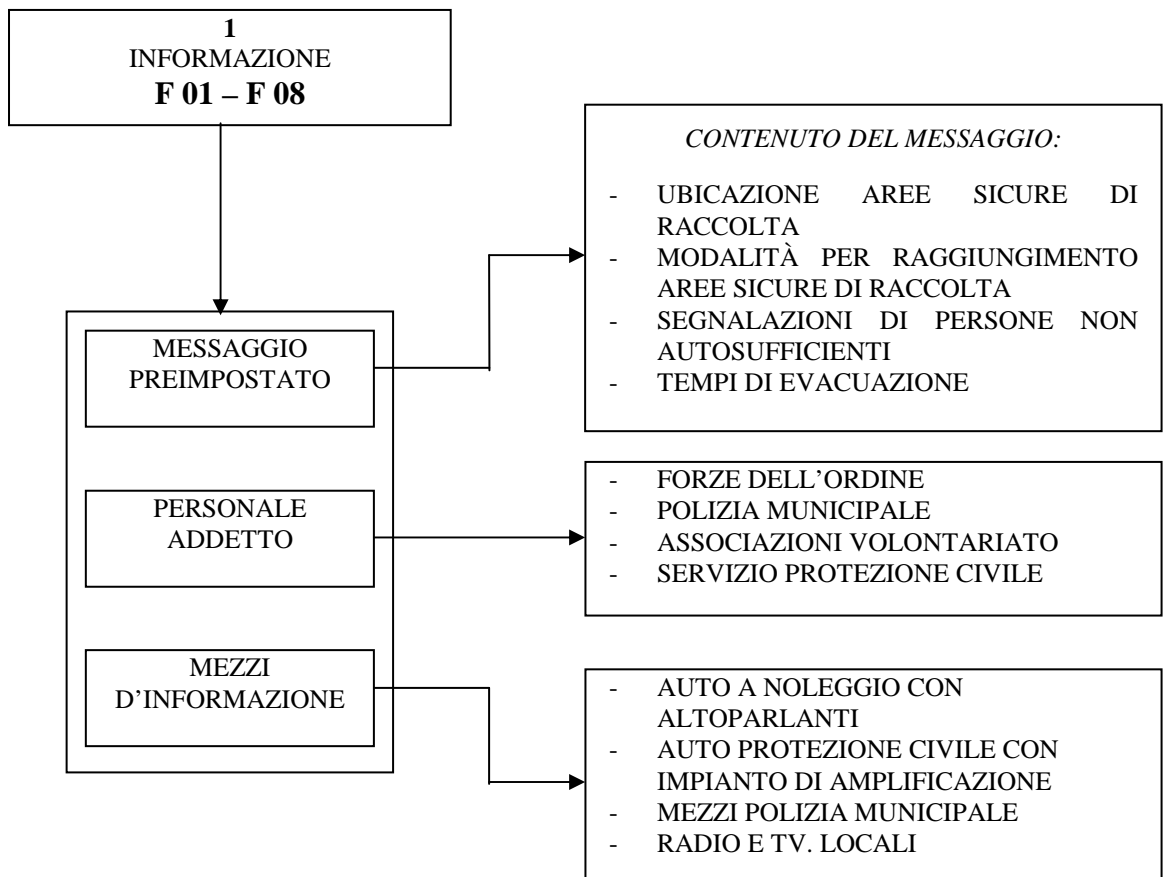 1
INFORMAZIONE
F 01 – F 08
CONTENUTO DEL MESSAGGIO:
- UBICAZIONE AREE SICURE DI
RACCOLTA
- MODALITÀ PER RAGGIUNGIMENTO
AREE SICURE DI RACCOLTA
- SEGNALAZIONI DI PERSONE NON
AUTOSUFFICIENTI
- TEMPI DI EVACUAZIONE
MESSAGGIO
PREIMPOSTATO
PERSONALE
ADDETTO
- FORZE DELL’ORDINE
- POLIZIA MUNICIPALE
- ASSOCIAZIONI VOLONTARIATO
- SERVIZIO PROTEZIONE CIVILE
MEZZI
D’INFORMAZIONE
- AUTO A NOLEGGIO CON
ALTOPARLANTI
- AUTO PROTEZIONE CIVILE CON
IMPIANTO DI AMPLIFICAZIONE
- MEZZI POLIZIA MUNICIPALE
- RADIO E TV. LOCALI